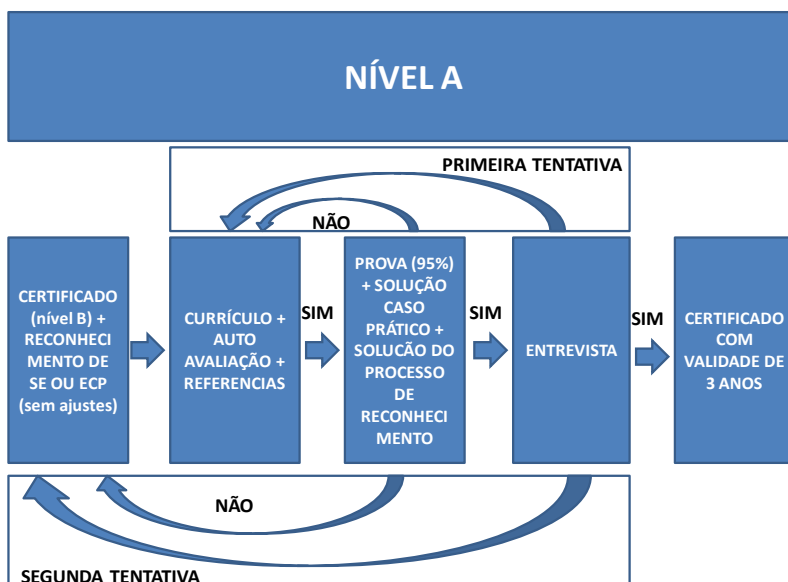 NÍVEL A
PRIMEIRA TENTATIVA
NÃO
CERTIFICADO
(nível B) +
RECONHECI
MENTO DE
SE OU ECP
(sem ajustes)
CURRÍCULO +
AUTO
AVALIAÇÃO +
REFERENCIAS
SIM
PROVA (95%)
+ SOLUÇÃO
CASO
PRÁTICO +
SOLUCÃO DO
PROCESSO
DE
RECONHECI
MENTO
SIM
ENTREVISTA
SIM
CERTIFICADO
COM
VALIDADE DE
3 ANOS
NÃO
SEGUNDA TENTATIVA